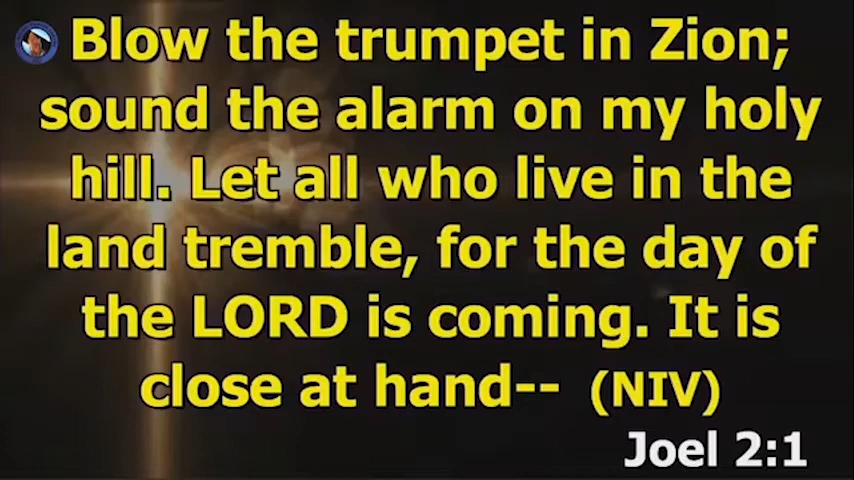 Blow the trumpet in Zion;
sound the alarm on my holy
hill. Let all who live in the
land tremble, for the day of
the LORD is coming. It is
close at hand-- (NIV)
Joel 2:1